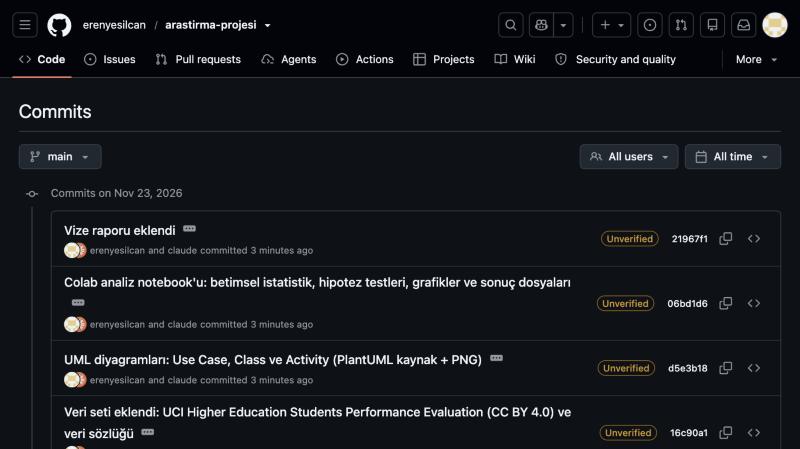 erenyesilcan / arastirma-projesi
Code Issues Pull requests Agents Actions Projects Wiki Security and quality More
Commits
main All users All time
Commits on Nov 23, 2026
Vize raporu eklendi
erenyesilcan and claude committed 3 minutes ago
Unverified 21967f1
Colab analiz notebook'u: betimsel istatistik, hipotez testleri, grafikler ve sonuç dosyaları
erenyesilcan and claude committed 3 minutes ago
Unverified 06bd1d6
UML diyagramları: Use Case, Class ve Activity (PlantUML kaynak + PNG)
erenyesilcan and claude committed 3 minutes ago
Unverified d5e3b18
Veri seti eklendi: UCI Higher Education Students Performance Evaluation (CC BY 4.0) ve
veri sözlüğü
Unverified 16c90a1